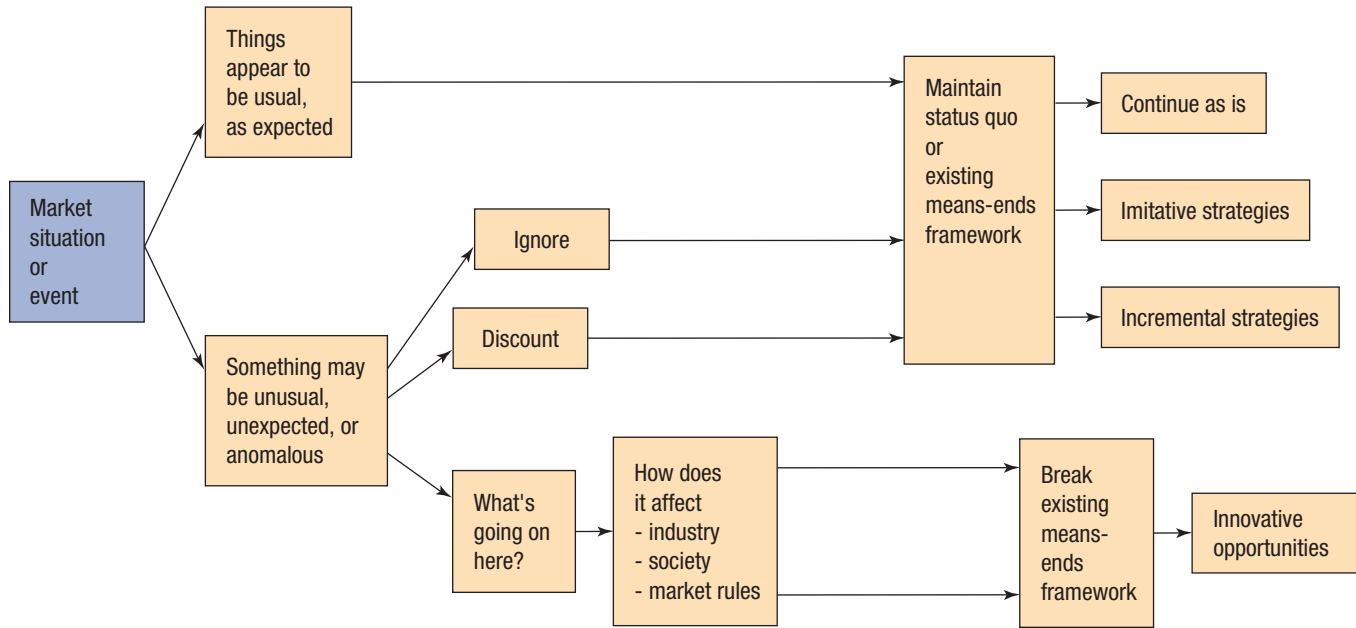 Things
appear to
be usual,
as expected
Market
situation
or
event
Something may
be unusual,
unexpected, or
anomalous
Ignore
Discount
What's
going on
here?
How does
it affect
- industry
- society
- market rules
Maintain
status quo
or
existing
means-ends
framework
Continue as is
Imitative strategies
Incremental strategies
Break
existing
means-
ends
framework
Innovative
opportunities